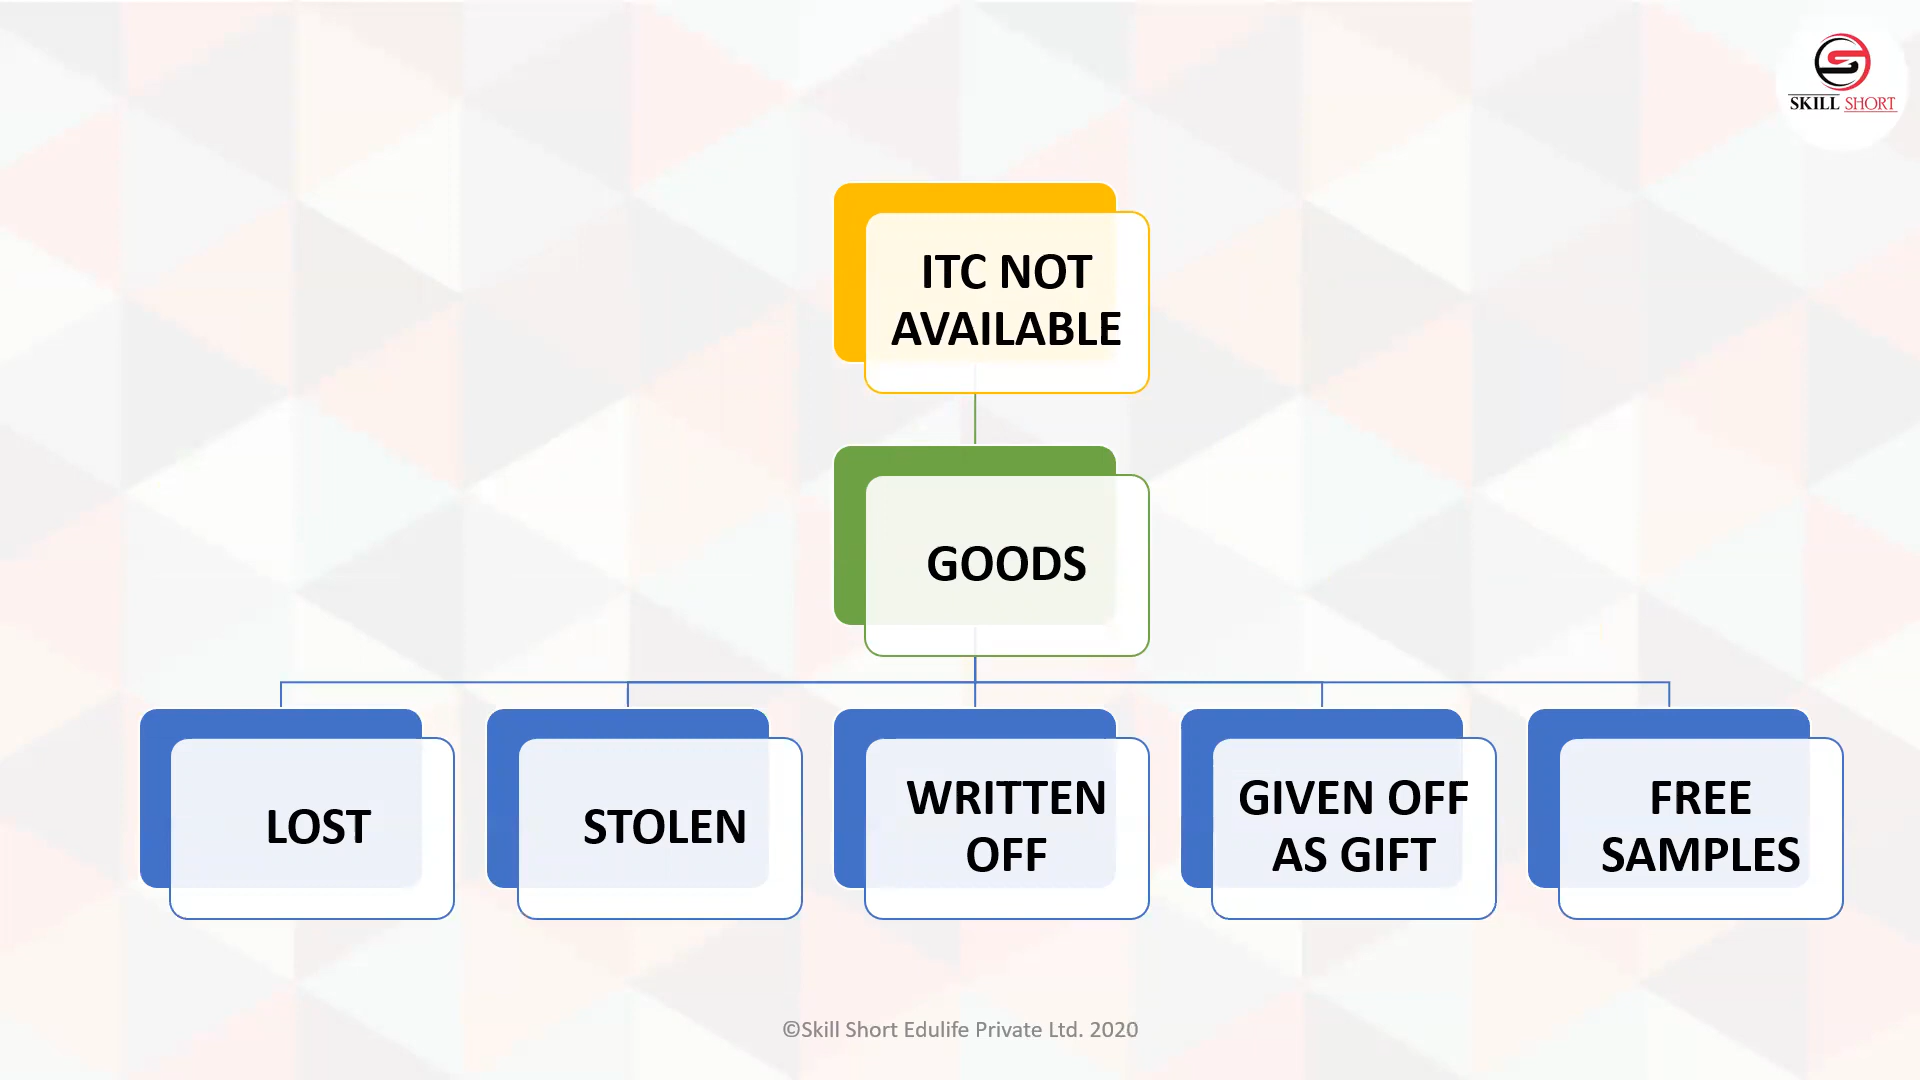 SKILL SHORT
ITC NOT
AVAILABLE
GOODS
LOST
STOLEN
WRITTEN
OFF
GIVEN OFF
AS GIFT
FREE
SAMPLES
©Skill Short Edulife Private Ltd. 2020